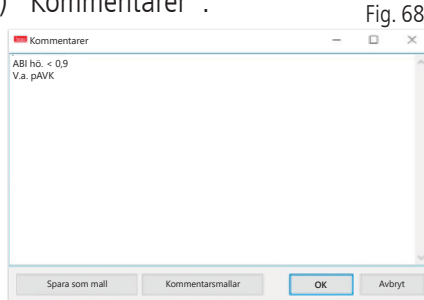 ) "Kommentarer".
Fig. 68
Kommentarer
ABI hö. < 0,9
V.a. pAVK
Spara som mall
Kommentarsmallar
OK
Avbryt